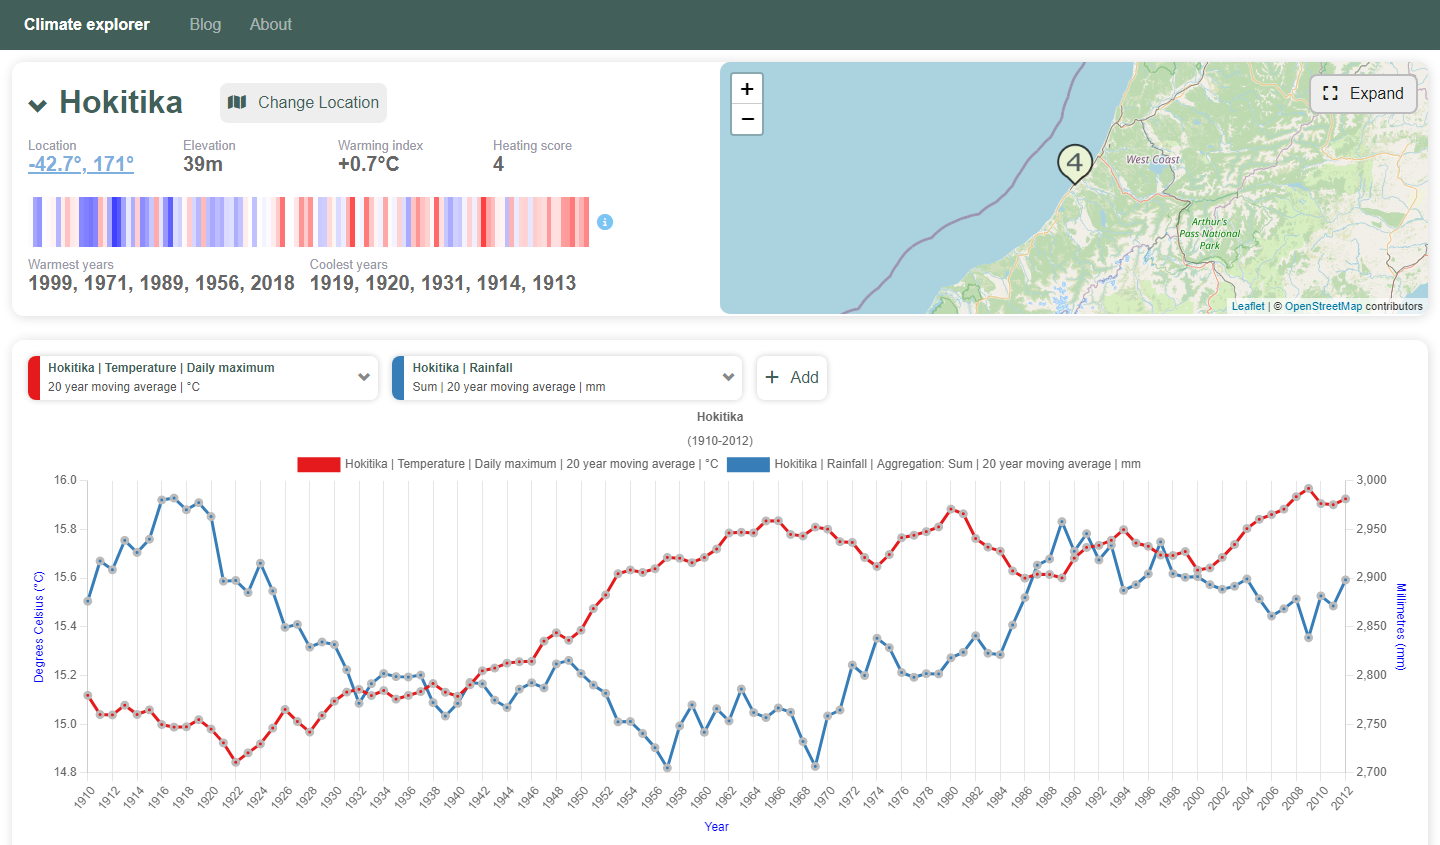 Climate explorer Blog About
Hokitika Change Location
Location Elevation Warming index Heating score
-42.7°, 171° 39m +0.7°C 4
Warmest years Coolest years
1999, 1971, 1989, 1956, 2018 1919, 1920, 1931, 1914, 1913
+
−
Expand
4
West Coast
Arthur's
Pass National
Park
Leaflet | © OpenStreetMap contributors
Hokitika | Temperature | Daily maximum
20 year moving average | °C
Hokitika | Rainfall
Sum | 20 year moving average | mm
+ Add
Hokitika
(1910-2012)
Hokitika | Temperature | Daily maximum | 20 year moving average | °C Hokitika | Rainfall | Aggregation: Sum | 20 year moving average | mm
16.0 3,000
15.8 2,950
15.6 2,900
15.4 2,850
15.2 2,800
15.0 2,750
14.8 2,700
Degrees Celsius (°C)
Millimetres (mm)
1910 1912 1914 1916 1918 1920 1922 1924 1926 1928 1930 1932 1934 1936 1938 1940 1942 1944 1946 1948 1950 1952 1954 1956 1958 1960 1962 1964 1966 1968 1970 1972 1974 1976 1978 1980 1982 1984 1986 1988 1990 1992 1994 1996 1998 2000 2002 2004 2006 2008 2010 2012
Year